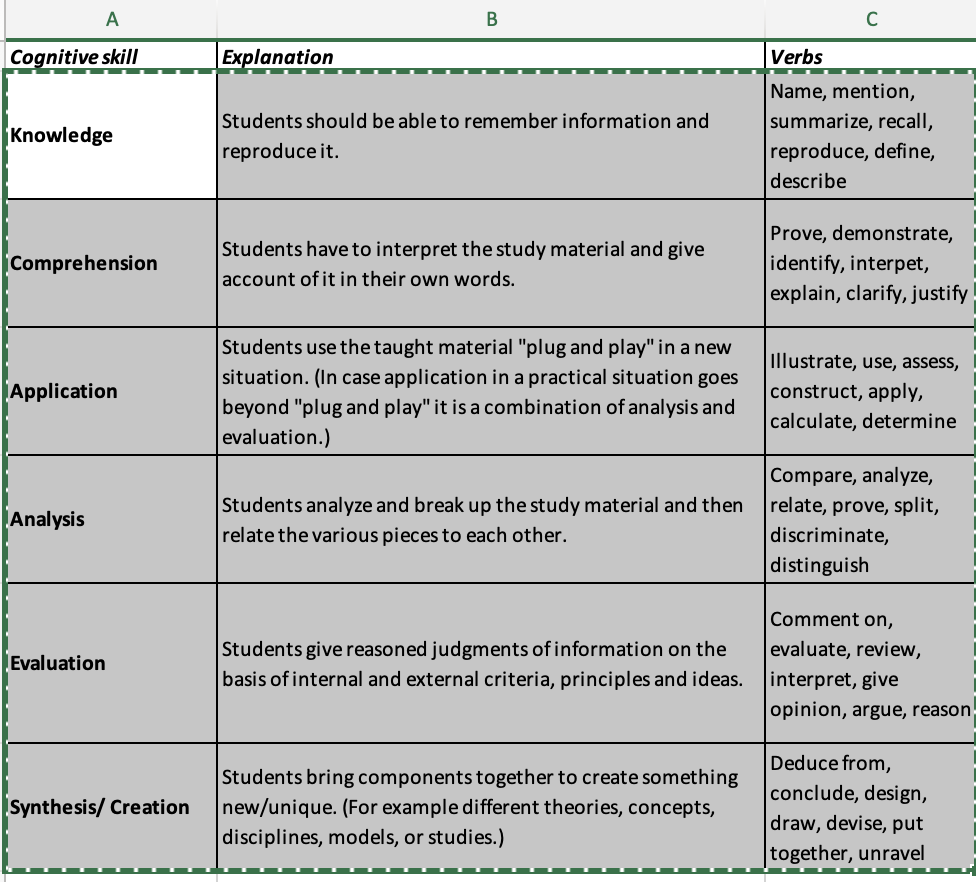 A B C
Cognitive skill Explanation Verbs
Knowledge
Students should be able to remember information and
reproduce it.
Name, mention,
summarize, recall,
reproduce, define,
describe
Comprehension
Students have to interpret the study material and give
account of it in their own words.
Prove, demonstrate,
identify, interpet,
explain, clarify, justify
Application
Students use the taught material "plug and play" in a new
situation. (In case application in a practical situation goes
beyond "plug and play" it is a combination of analysis and
evaluation.)
Illustrate, use, assess,
construct, apply,
calculate, determine
Analysis
Students analyze and break up the study material and then
relate the various pieces to each other.
Compare, analyze,
relate, prove, split,
discriminate,
distinguish
Evaluation
Students give reasoned judgments of information on the
basis of internal and external criteria, principles and ideas.
Comment on,
evaluate, review,
interpret, give
opinion, argue, reason
Synthesis/ Creation
Students bring components together to create something
new/unique. (For example different theories, concepts,
disciplines, models, or studies.)
Deduce from,
conclude, design,
draw, devise, put
together, unravel